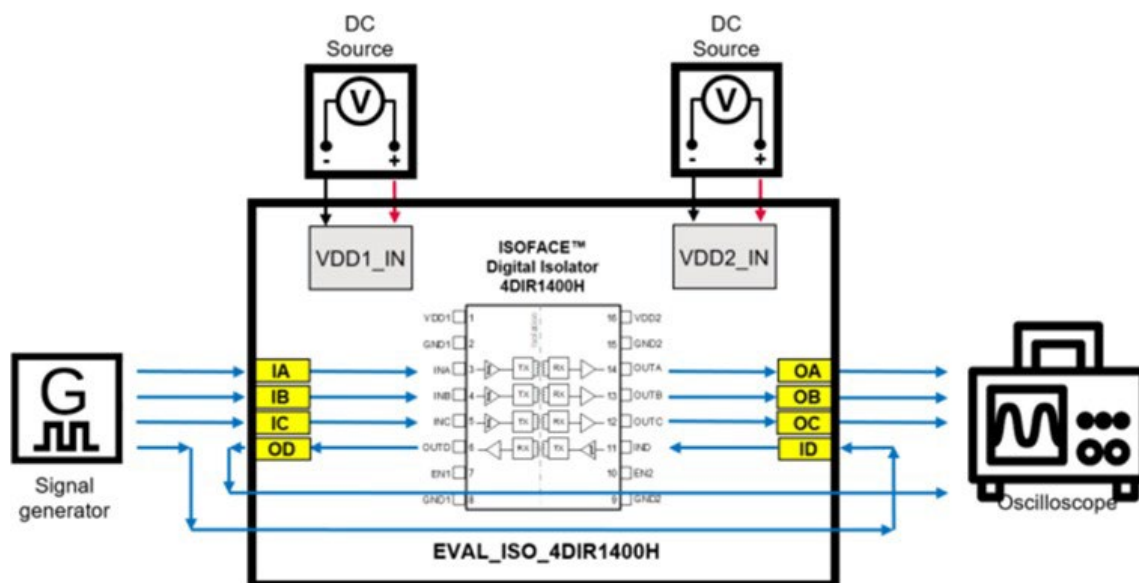 DC
Source
DC
Source
V
V
- +
- +
VDD1_IN
VDD2_IN
ISOFACE™
Digital Isolator
4DIR1400H
Isolation
VDD1 1 16 VDD2
GND1 2 15 GND2
G
IA INA 3 TX RX 14 OUTA OA
IB INB 4 TX RX 13 OUTB OB
IC INC 5 TX RX 12 OUTC OC
OD OUTD 6 RX TX 11 IND ID
EN1 7 10 EN2
GND1 8 9 GND2
Signal
generator
Oscilloscope
EVAL_ISO_4DIR1400H